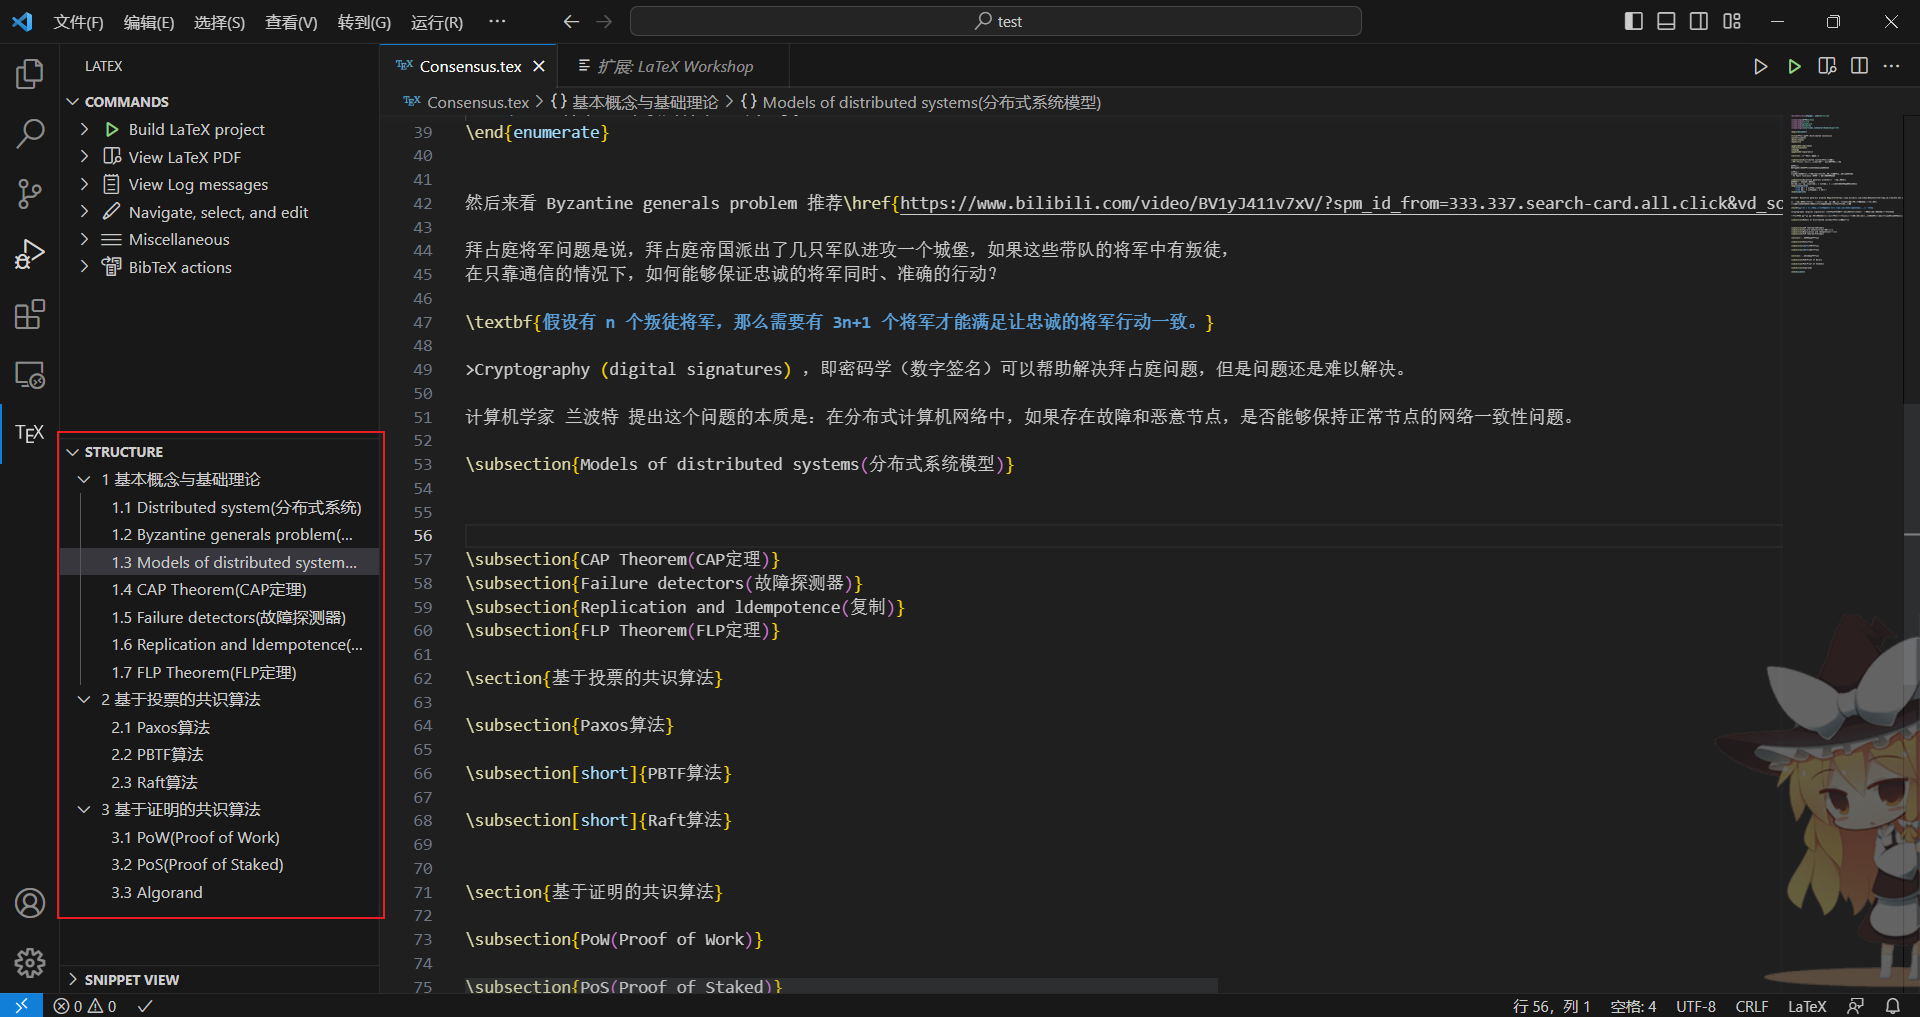 文件(F) 编辑(E) 选择(S) 查看(V) 转到(G) 运行(R) ··· test
LATEX
COMMANDS
Build LaTeX project
View LaTeX PDF
View Log messages
Navigate, select, and edit
Miscellaneous
BibTeX actions
TEX
STRUCTURE
1 基本概念与基础理论
1.1 Distributed system(分布式系统)
1.2 Byzantine generals problem(...
1.3 Models of distributed system...
1.4 CAP Theorem(CAP定理)
1.5 Failure detectors(故障探测器)
1.6 Replication and ldempotence(...
1.7 FLP Theorem(FLP定理)
2 基于投票的共识算法
2.1 Paxos算法
2.2 PBTF算法
2.3 Raft算法
3 基于证明的共识算法
3.1 PoW(Proof of Work)
3.2 PoS(Proof of Staked)
3.3 Algorand
SNIPPET VIEW
TEX Consensus.tex 扩展: LaTeX Workshop
TEX Consensus.tex > {} 基本概念与基础理论 > {} Models of distributed systems(分布式系统模型)
39 \end{enumerate}
40
41
42 然后来看 Byzantine generals problem 推荐\href{https://www.bilibili.com/video/BV1yJ411v7xV/?spm_id_from=333.337.search-card.all.click&vd_sc
43
44 拜占庭将军问题是说，拜占庭帝国派出了几只军队进攻一个城堡，如果这些带队的将军中有叛徒，
45 在只靠通信的情况下，如何能够保证忠诚的将军同时、准确的行动？
46
47 \textbf{假设有 n 个叛徒将军，那么需要有 3n+1 个将军才能满足让忠诚的将军行动一致。}
48
49 >Cryptography (digital signatures) ，即密码学（数字签名）可以帮助解决拜占庭问题，但是问题还是难以解决。
50
51 计算机学家 兰波特 提出这个问题的本质是：在分布式计算机网络中，如果存在故障和恶意节点，是否能够保持正常节点的网络一致性问题。
52
53 \subsection{Models of distributed systems(分布式系统模型)}
54
55
56
57 \subsection{CAP Theorem(CAP定理)}
58 \subsection{Failure detectors(故障探测器)}
59 \subsection{Replication and ldempotence(复制)}
60 \subsection{FLP Theorem(FLP定理)}
61
62 \section{基于投票的共识算法}
63
64 \subsection{Paxos算法}
65
66 \subsection[short]{PBTF算法}
67
68 \subsection[short]{Raft算法}
69
70
71 \section{基于证明的共识算法}
72
73 \subsection{PoW(Proof of Work)}
74
75 \subsection{PoS(Proof of Staked)}
0 0 行 56，列 1 空格: 4 UTF-8 CRLF LaTeX